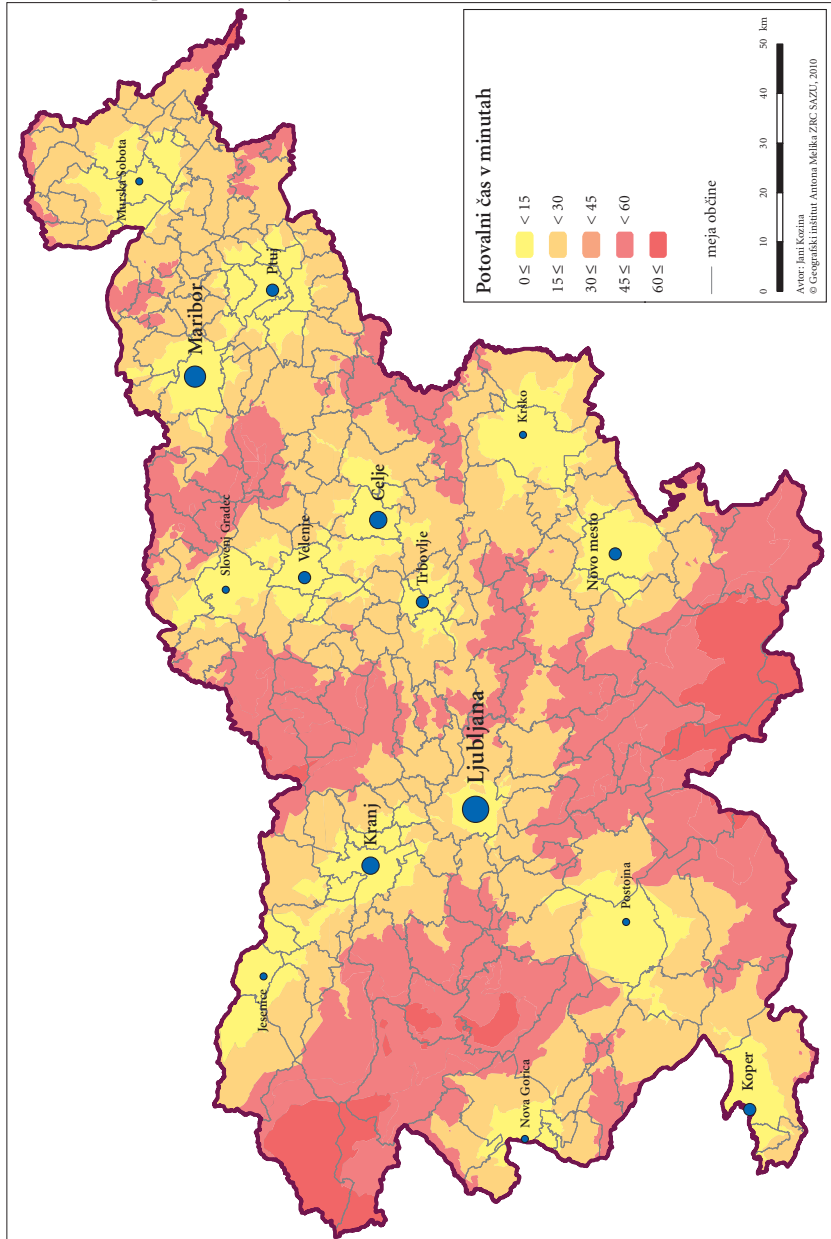 Murska Sobota
Maribor
Ptuj
Slovenj Gradec
Velenje
Celje
Trbovlje
Krško
Novo mesto
Ljubljana
Kranj
Jesenice
Postojna
Nova Gorica
Koper
Potovalni čas v minutah
0 ≤ < 15
15 ≤ < 30
30 ≤ < 45
45 ≤ < 60
60 ≤
meja občine
0 10 20 30 40 50 km
Avtor: Jani Kozina
© Geografski inštitut Antona Melika ZRC SAZU, 2010